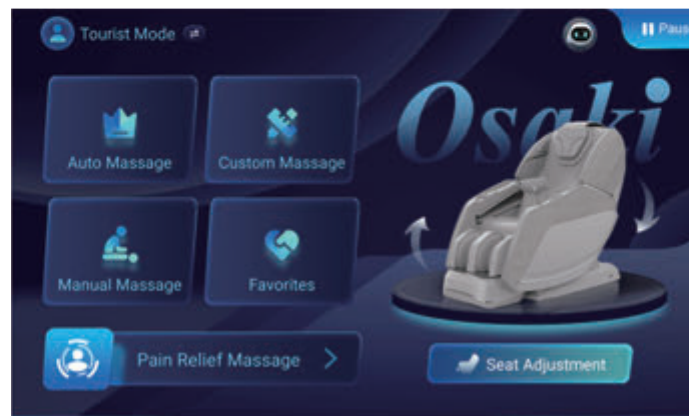 Tourist Mode
Paus
Osaki
Auto Massage
Custom Massage
Manual Massage
Favorites
Pain Relief Massage
Seat Adjustment